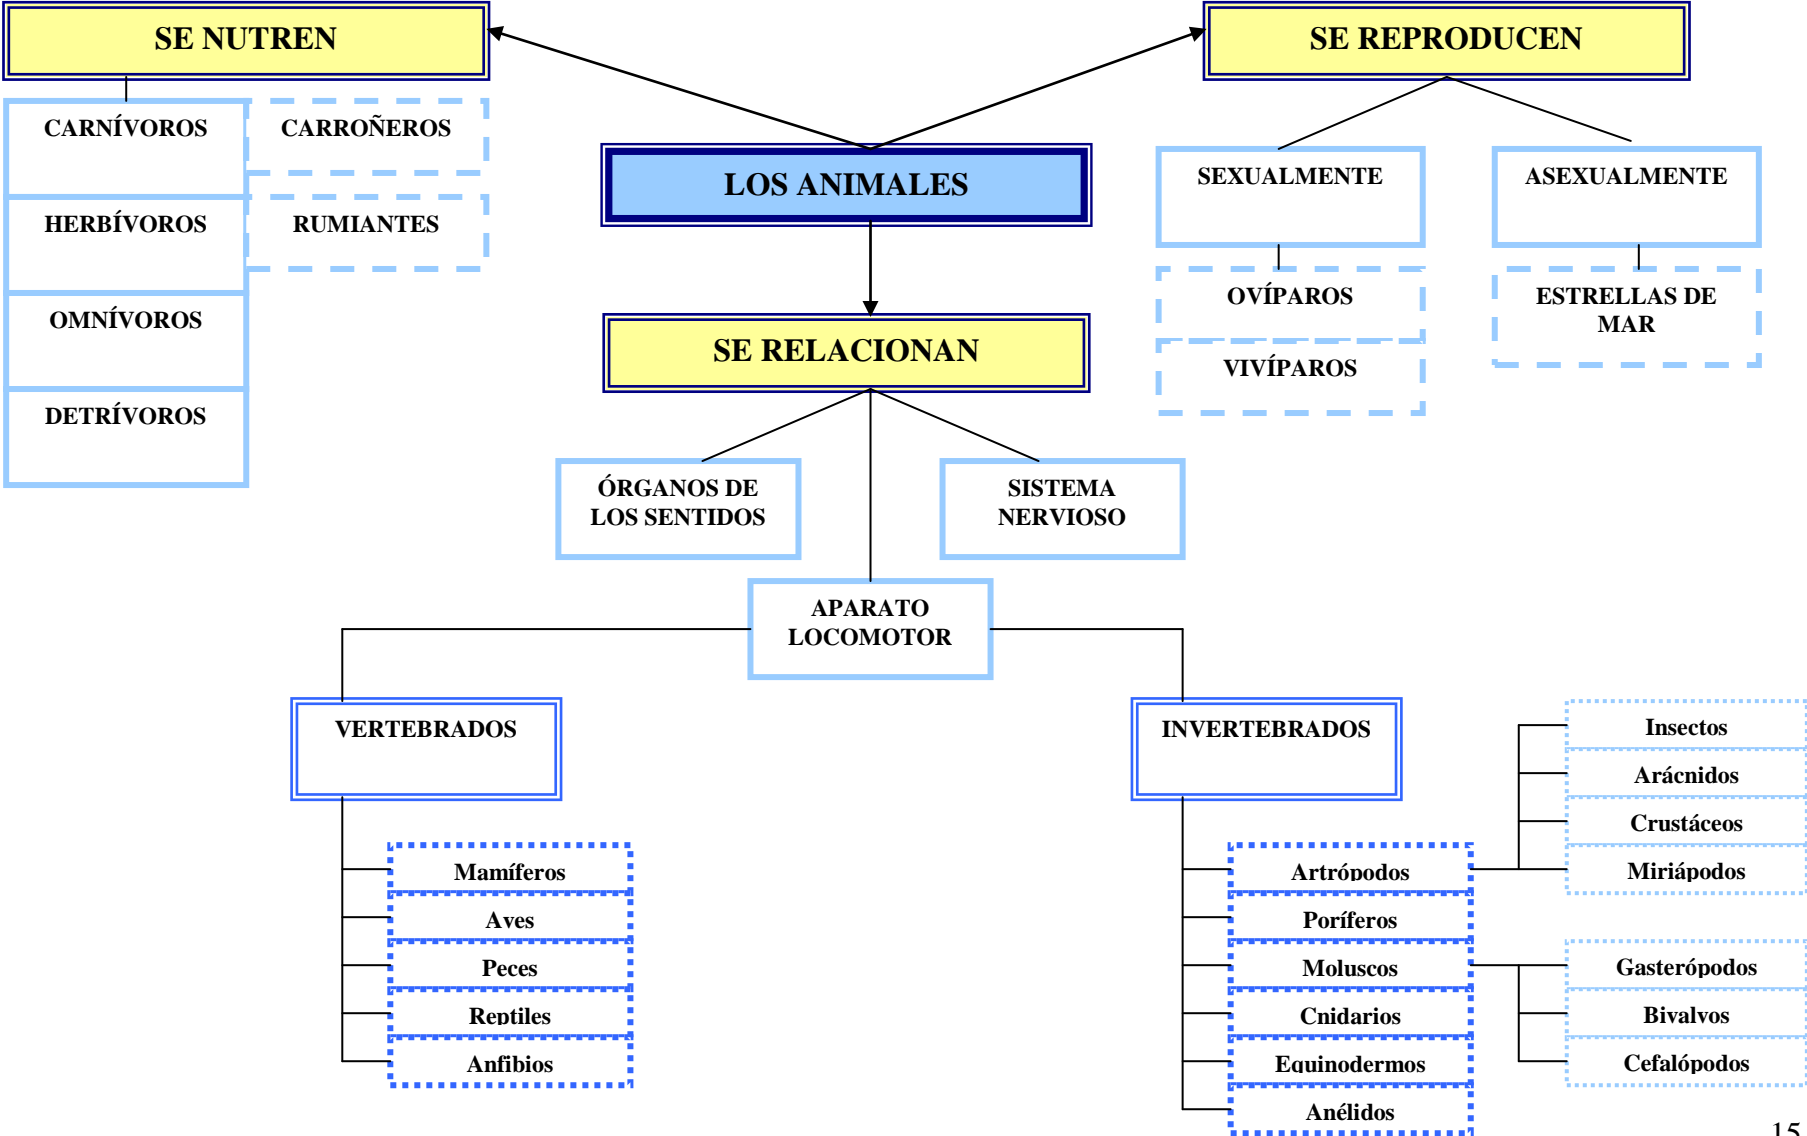 SE NUTREN
SE REPRODUCEN
CARNÍVOROS
CARROÑEROS
HERBÍVOROS
RUMIANTES
OMNÍVOROS
DETRÍVOROS
LOS ANIMALES
SEXUALMENTE
ASEXUALMENTE
OVÍPAROS
VIVÍPAROS
ESTRELLAS DE
MAR
SE RELACIONAN
ÓRGANOS DE
LOS SENTIDOS
SISTEMA
NERVIOSO
APARATO
LOCOMOTOR
VERTEBRADOS
Mamíferos
Aves
Peces
Reptiles
Anfibios
INVERTEBRADOS
Artrópodos
Poríferos
Moluscos
Cnidarios
Equinodermos
Anélidos
Insectos
Arácnidos
Crustáceos
Miriápodos
Gasterópodos
Bivalvos
Cefalópodos
15